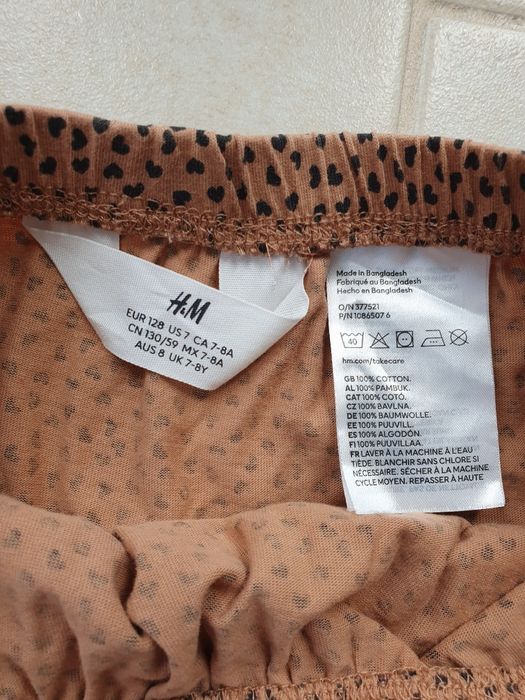 H&M
EUR 128 US 7 CA 7-8A
CN 130/59 MX 7-8A
AUS 8 UK 7-8Y
Made in Bangladesh
Fabriqué au Bangladesh
Hecho en Bangladesh
O/N 377521
P/N 1086507 6
40
hm.com/takecare
GB 100% COTTON.
AL 100% PAMBUK.
CAT 100% COTÓ.
CZ 100% BAVLNA.
DE 100% BAUMWOLLE.
EE 100% PUUVILL.
ES 100% ALGODÓN.
FI 100% PUUVILLAA.
FR LAVER À LA MACHINE À L'EAU
TIÈDE. BLANCHIR SANS CHLORE SI
NÉCESSAIRE. SÉCHER À LA MACHINE
CYCLE MOYEN. REPASSER À HAUTE